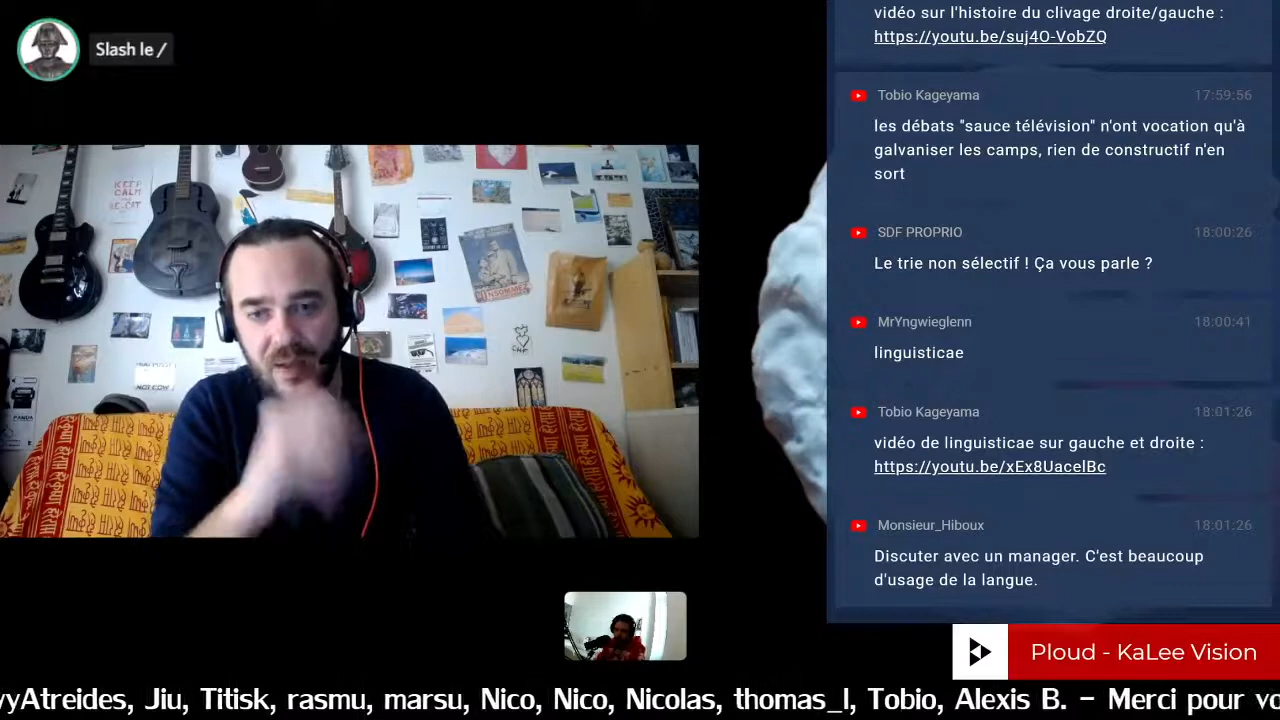 Slash le /
vidéo sur l'histoire du clivage droite/gauche :
https://youtu.be/suj4O-VobZQ
Tobio Kageyama
17:59:56
les débats "sauce télévision" n'ont vocation qu'à
galvaniser les camps, rien de constructif n'en
sort
SDF PROPRIO
18:00:26
Le trie non sélectif ! Ça vous parle ?
MrYngwieglenn
18:00:41
linguisticae
Tobio Kageyama
18:01:26
vidéo de linguisticae sur gauche et droite :
https://youtu.be/xEx8UacelBc
Monsieur_Hiboux
18:01:26
Discuter avec un manager. C'est beaucoup
d'usage de la langue.
KEEP
CALM
INSOMMEZ
Ploud - KaLee Vision
yyAtreides, Jiu, Titisk, rasmu, marsu, Nico, Nico, Nicolas, thomas_l, Tobio, Alexis B. - Merci pour vo